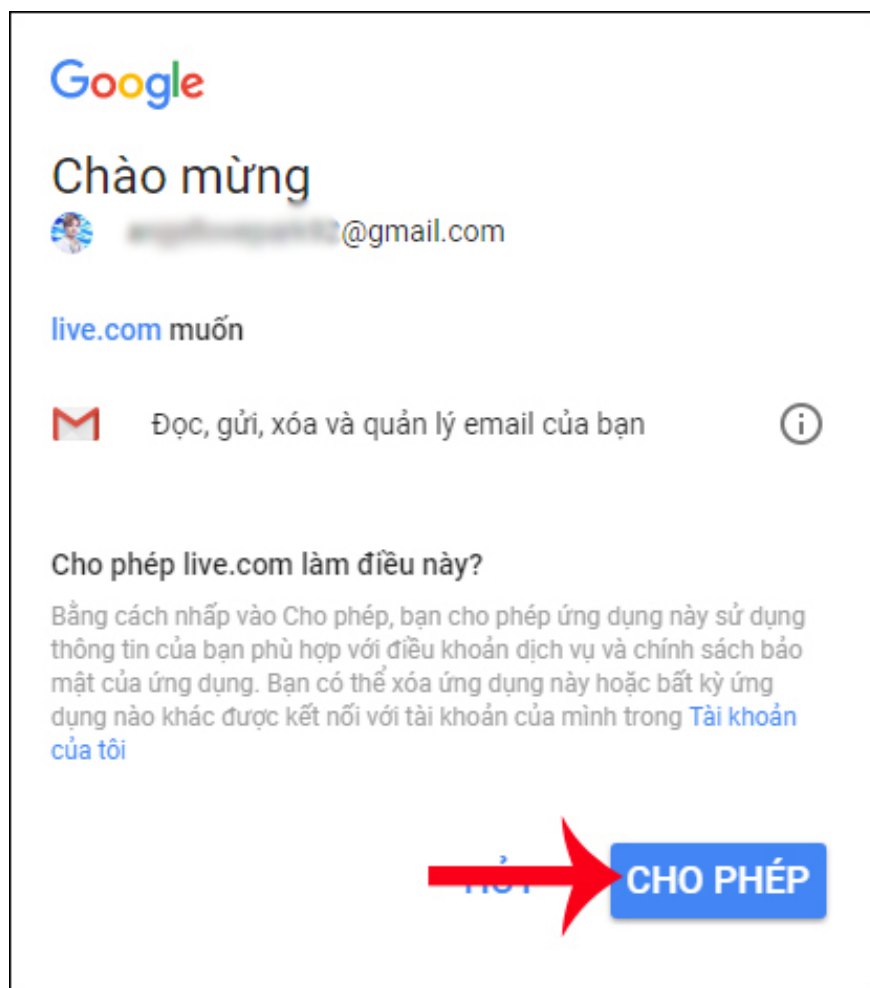 Google
Chào mừng
@gmail.com
live.com muốn
Đọc, gửi, xóa và quản lý email của bạn
Cho phép live.com làm điều này?
Bằng cách nhấp vào Cho phép, bạn cho phép ứng dụng này sử dụng
thông tin của bạn phù hợp với điều khoản dịch vụ và chính sách bảo
mật của ứng dụng. Bạn có thể xóa ứng dụng này hoặc bất kỳ ứng
dụng nào khác được kết nối với tài khoản của mình trong Tài khoản
của tôi
CHO PHÉP